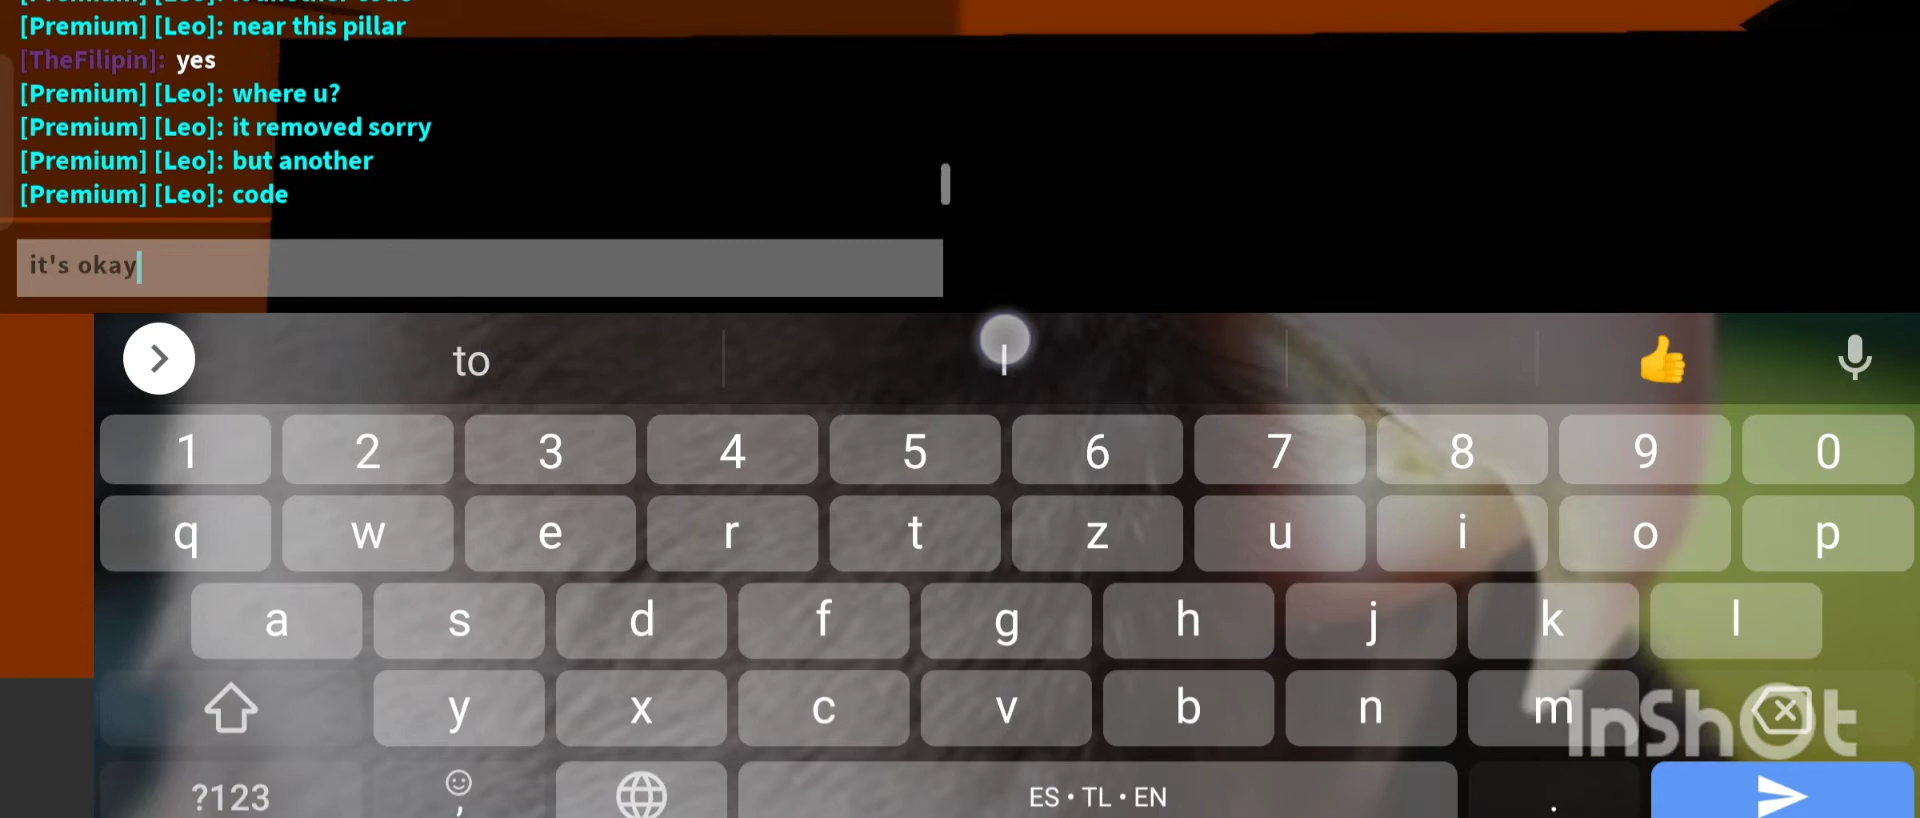 [Premium] [Leo]: near this pillar
[TheFilipin]: yes
[Premium] [Leo]: where u?
[Premium] [Leo]: it removed sorry
[Premium] [Leo]: but another
[Premium] [Leo]: code
it's okay
to I 👍
1 2 3 4 5 6 7 8 9 0
q w e r t z u i o p
a s d f g h j k l
y x c v b n m
InShOt
?123 , ES • TL • EN .